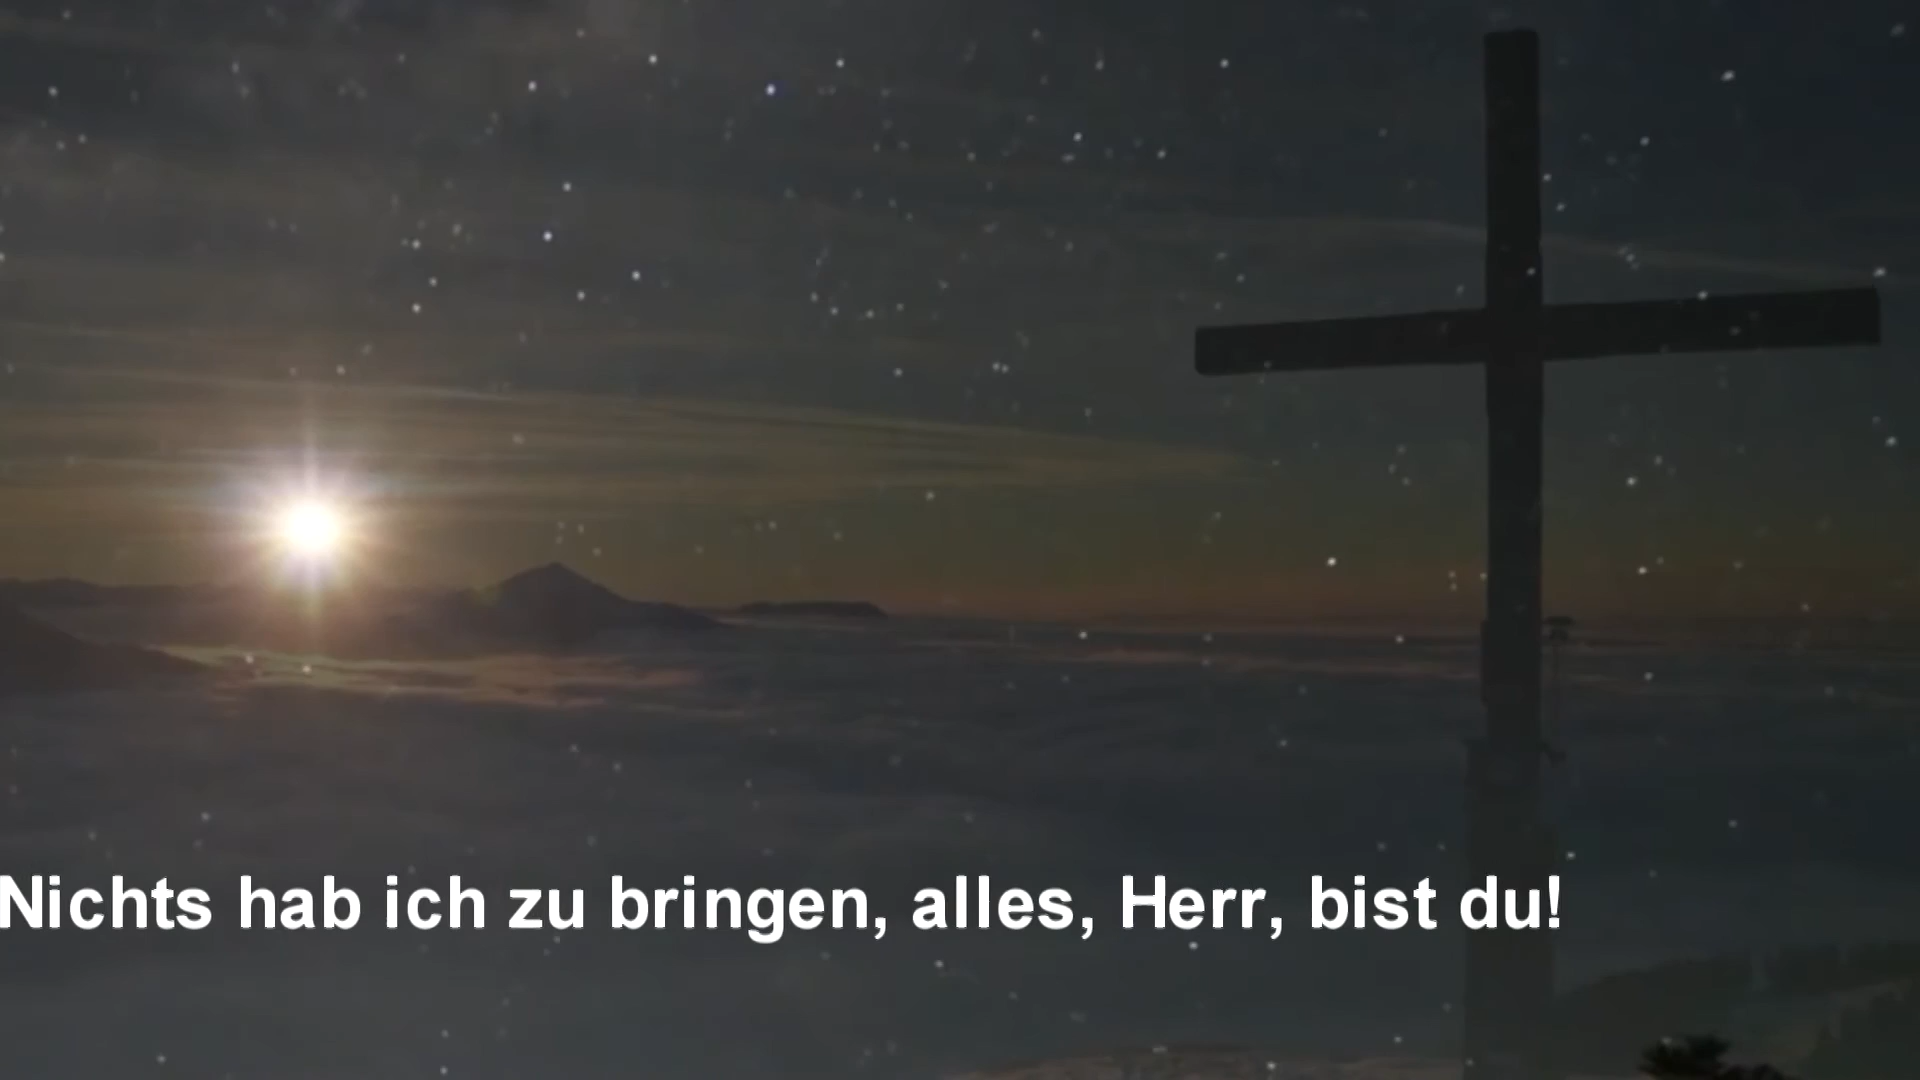 Nichts hab ich zu bringen, alles, Herr, bist du!